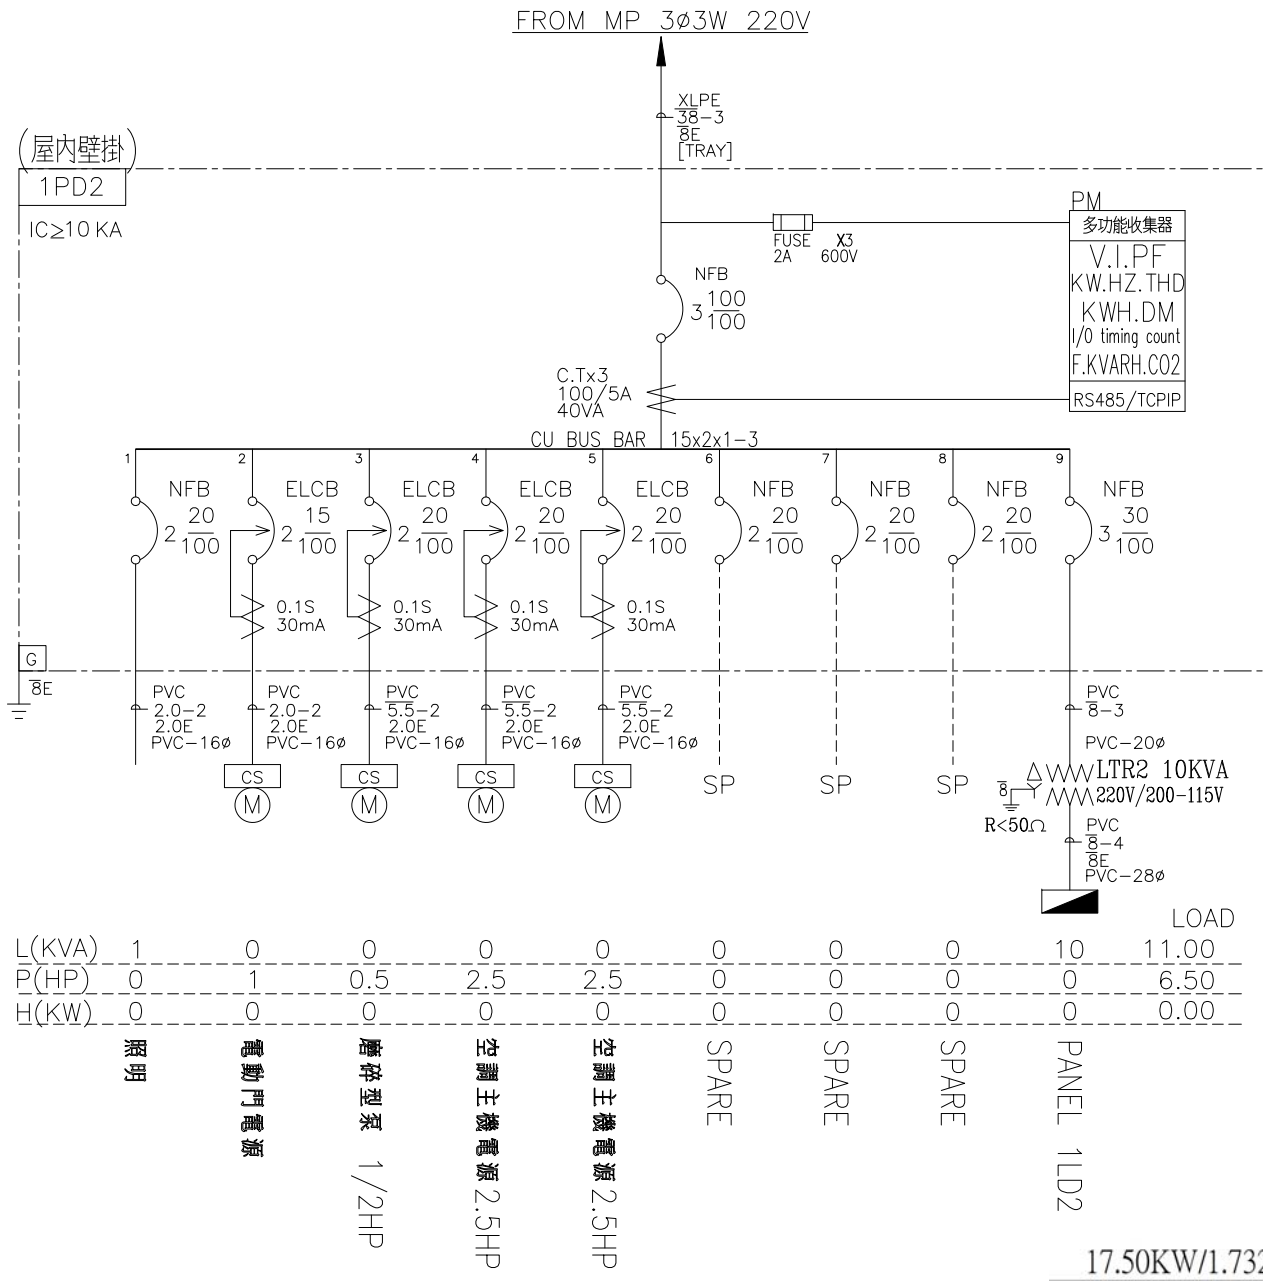 FROM MP 3ø3W 220V
XLPE
38-3
8E
[TRAY]
(屋內壁掛)
1PD2
IC≥10 KA
FUSE X3
2A 600V
PM
多功能收集器
V.I.PF
KW.HZ.THD
KWH.DM
I/O timing count
F.KVARH.CO2
RS485/TCPIP
NFB
3 100/100
C.Tx3
100/5A
40VA
CU BUS BAR 15x2x1-3
1 2 3 4 5 6 7 8 9
NFB ELCB ELCB ELCB ELCB NFB NFB NFB NFB
2 20/100 2 15/100 2 20/100 2 20/100 2 20/100 2 20/100 2 20/100 2 20/100 3 30/100
0.1S 0.1S 0.1S 0.1S
30mA 30mA 30mA 30mA
G
8E
PVC PVC PVC PVC PVC PVC
2.0-2 2.0-2 5.5-2 5.5-2 5.5-2 8-3
2.0E 2.0E 2.0E 2.0E 2.0E
PVC-16ø PVC-16ø PVC-16ø PVC-16ø PVC-16ø PVC-20ø
CS CS CS CS
M M M M
SP SP SP
LTR2 10KVA
220V/200-115V
8
R<50Ω
PVC
8-4
8E
PVC-28ø
LOAD
L(KVA) 1 0 0 0 0 0 0 0 10 11.00
P(HP) 0 1 0.5 2.5 2.5 0 0 0 0 6.50
H(KW) 0 0 0 0 0 0 0 0 0 0.00
照明
電動門電源
磨碎型泵 1/2HP
空調主機電源 2.5HP
空調主機電源 2.5HP
SPARE
SPARE
SPARE
PANEL 1LD2
17.50KW/1.732